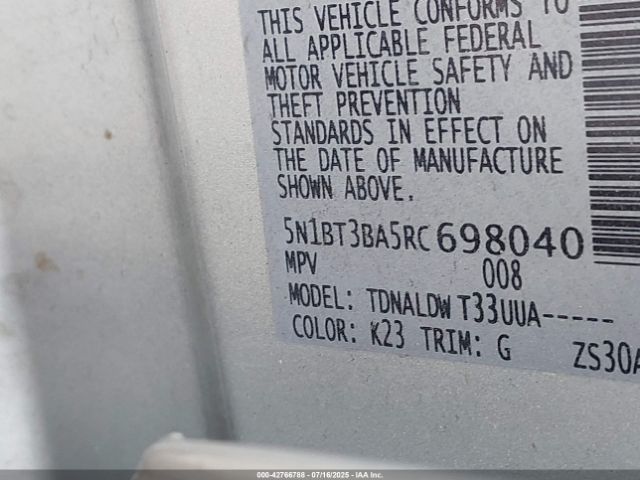 THIS VEHICLE CONFORMS TO
ALL APPLICABLE FEDERAL
MOTOR VEHICLE SAFETY AND
THEFT PREVENTION
STANDARDS IN EFFECT ON
THE DATE OF MANUFACTURE
SHOWN ABOVE.
5N1BT3BA5RC698040
MPV 008
MODEL: TDNALDW T33UUA-----
COLOR: K23 TRIM: G ZS30A
000-42766788 - 07/16/2025 - IAA Inc.